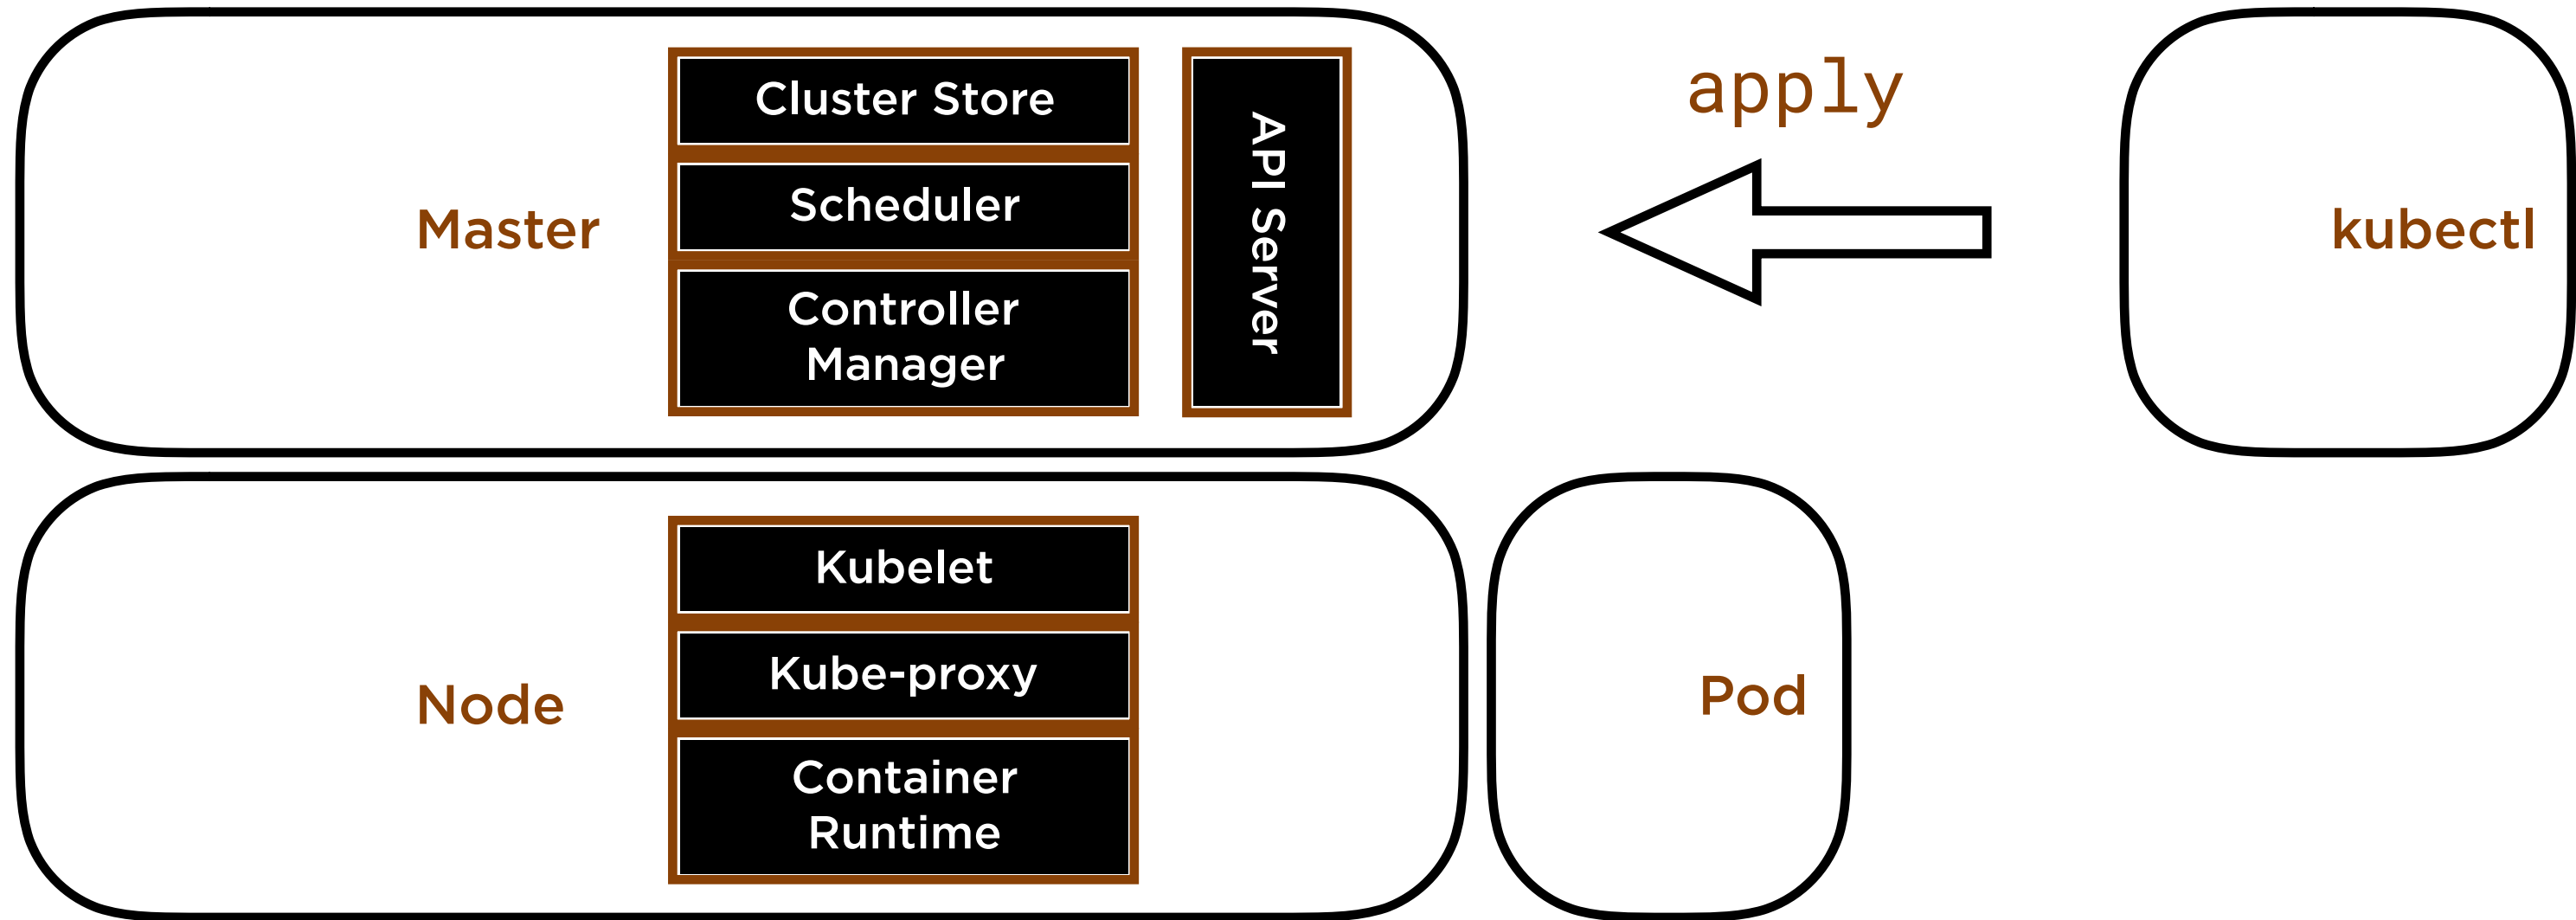 Master
Cluster Store
Scheduler
Controller
Manager
API Server
apply
kubectl
Node
Kubelet
Kube-proxy
Container
Runtime
Pod